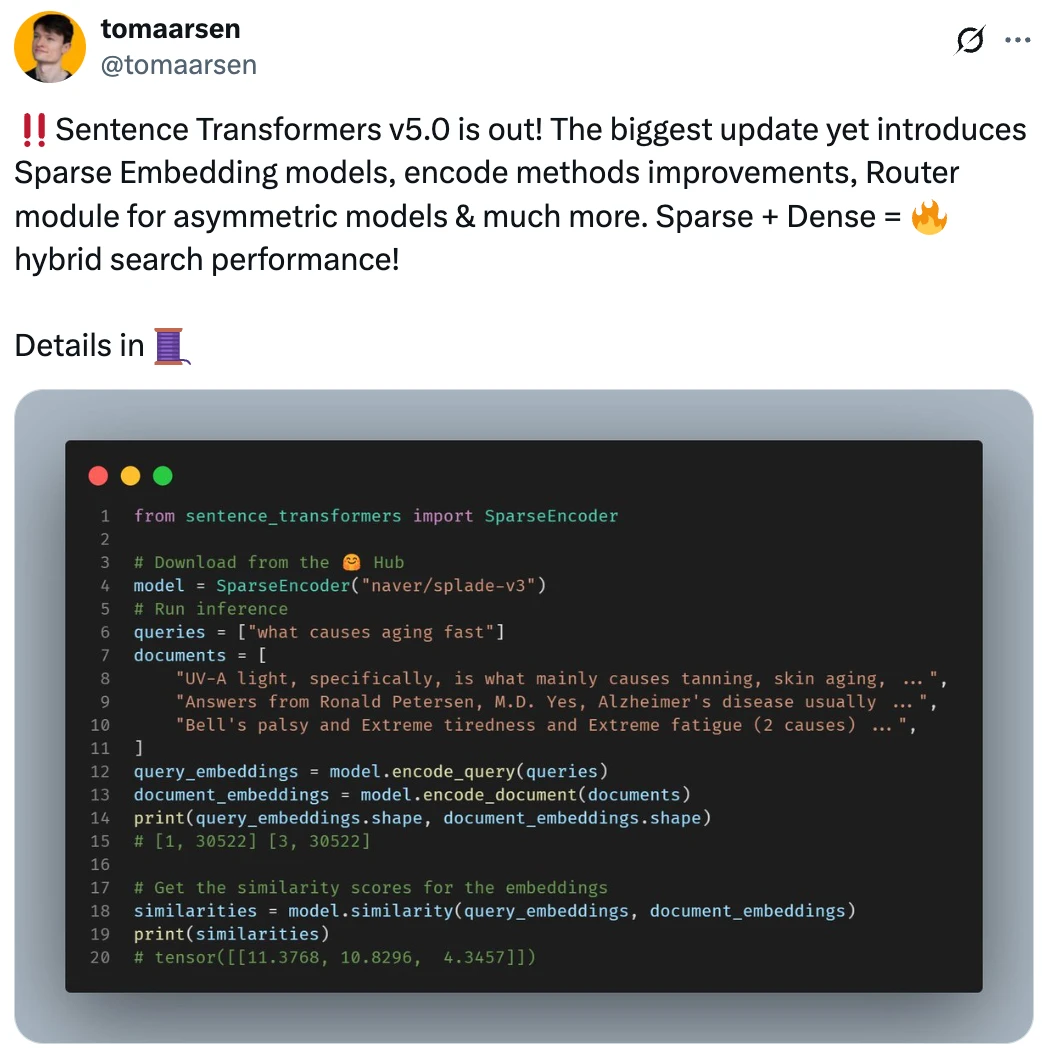 tomaarsen
@tomaarsen
‼️Sentence Transformers v5.0 is out! The biggest update yet introduces
Sparse Embedding models, encode methods improvements, Router
module for asymmetric models & much more. Sparse + Dense = 🔥
hybrid search performance!
Details in 🧵
1 from sentence_transformers import SparseEncoder
2
3 # Download from the 🤗 Hub
4 model = SparseEncoder("naver/splade-v3")
5 # Run inference
6 queries = ["what causes aging fast"]
7 documents = [
8     "UV-A light, specifically, is what mainly causes tanning, skin aging, ...",
9     "Answers from Ronald Petersen, M.D. Yes, Alzheimer's disease usually ...",
10     "Bell's palsy and Extreme tiredness and Extreme fatigue (2 causes) ...",
11 ]
12 query_embeddings = model.encode_query(queries)
13 document_embeddings = model.encode_document(documents)
14 print(query_embeddings.shape, document_embeddings.shape)
15 # [1, 30522] [3, 30522]
16
17 # Get the similarity scores for the embeddings
18 similarities = model.similarity(query_embeddings, document_embeddings)
19 print(similarities)
20 # tensor([[11.3768, 10.8296,  4.3457]])